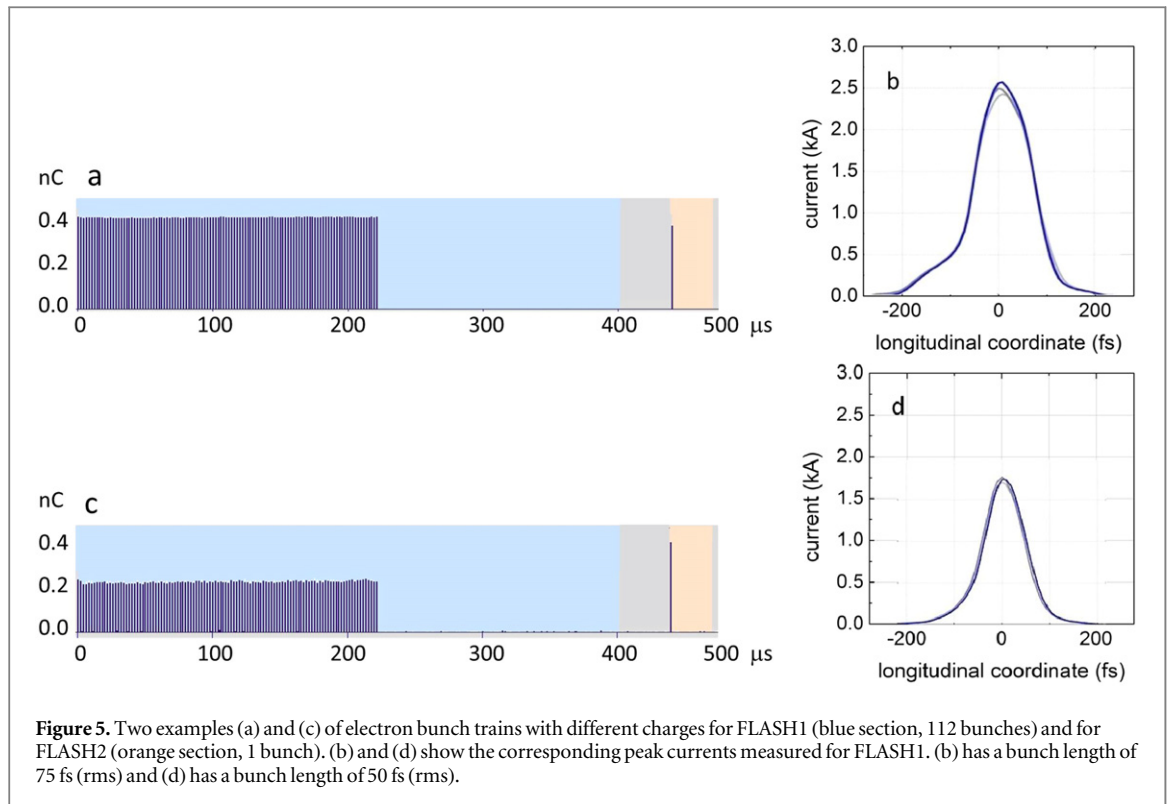 nC a
0.4
0.2
0.0
0 100 200 300 400 500 μs
b
current (kA)
3.0
2.5
2.0
1.5
1.0
0.5
0.0
-200 0 200
longitudinal coordinate (fs)
nC c
0.4
0.2
0.0
0 100 200 300 400 500 μs
d
current (kA)
3.0
2.5
2.0
1.5
1.0
0.5
0.0
-200 0 200
longitudinal coordinate (fs)
Figure 5. Two examples (a) and (c) of electron bunch trains with different charges for FLASH1 (blue section, 112 bunches) and for
FLASH2 (orange section, 1 bunch). (b) and (d) show the corresponding peak currents measured for FLASH1. (b) has a bunch length of
75 fs (rms) and (d) has a bunch length of 50 fs (rms).